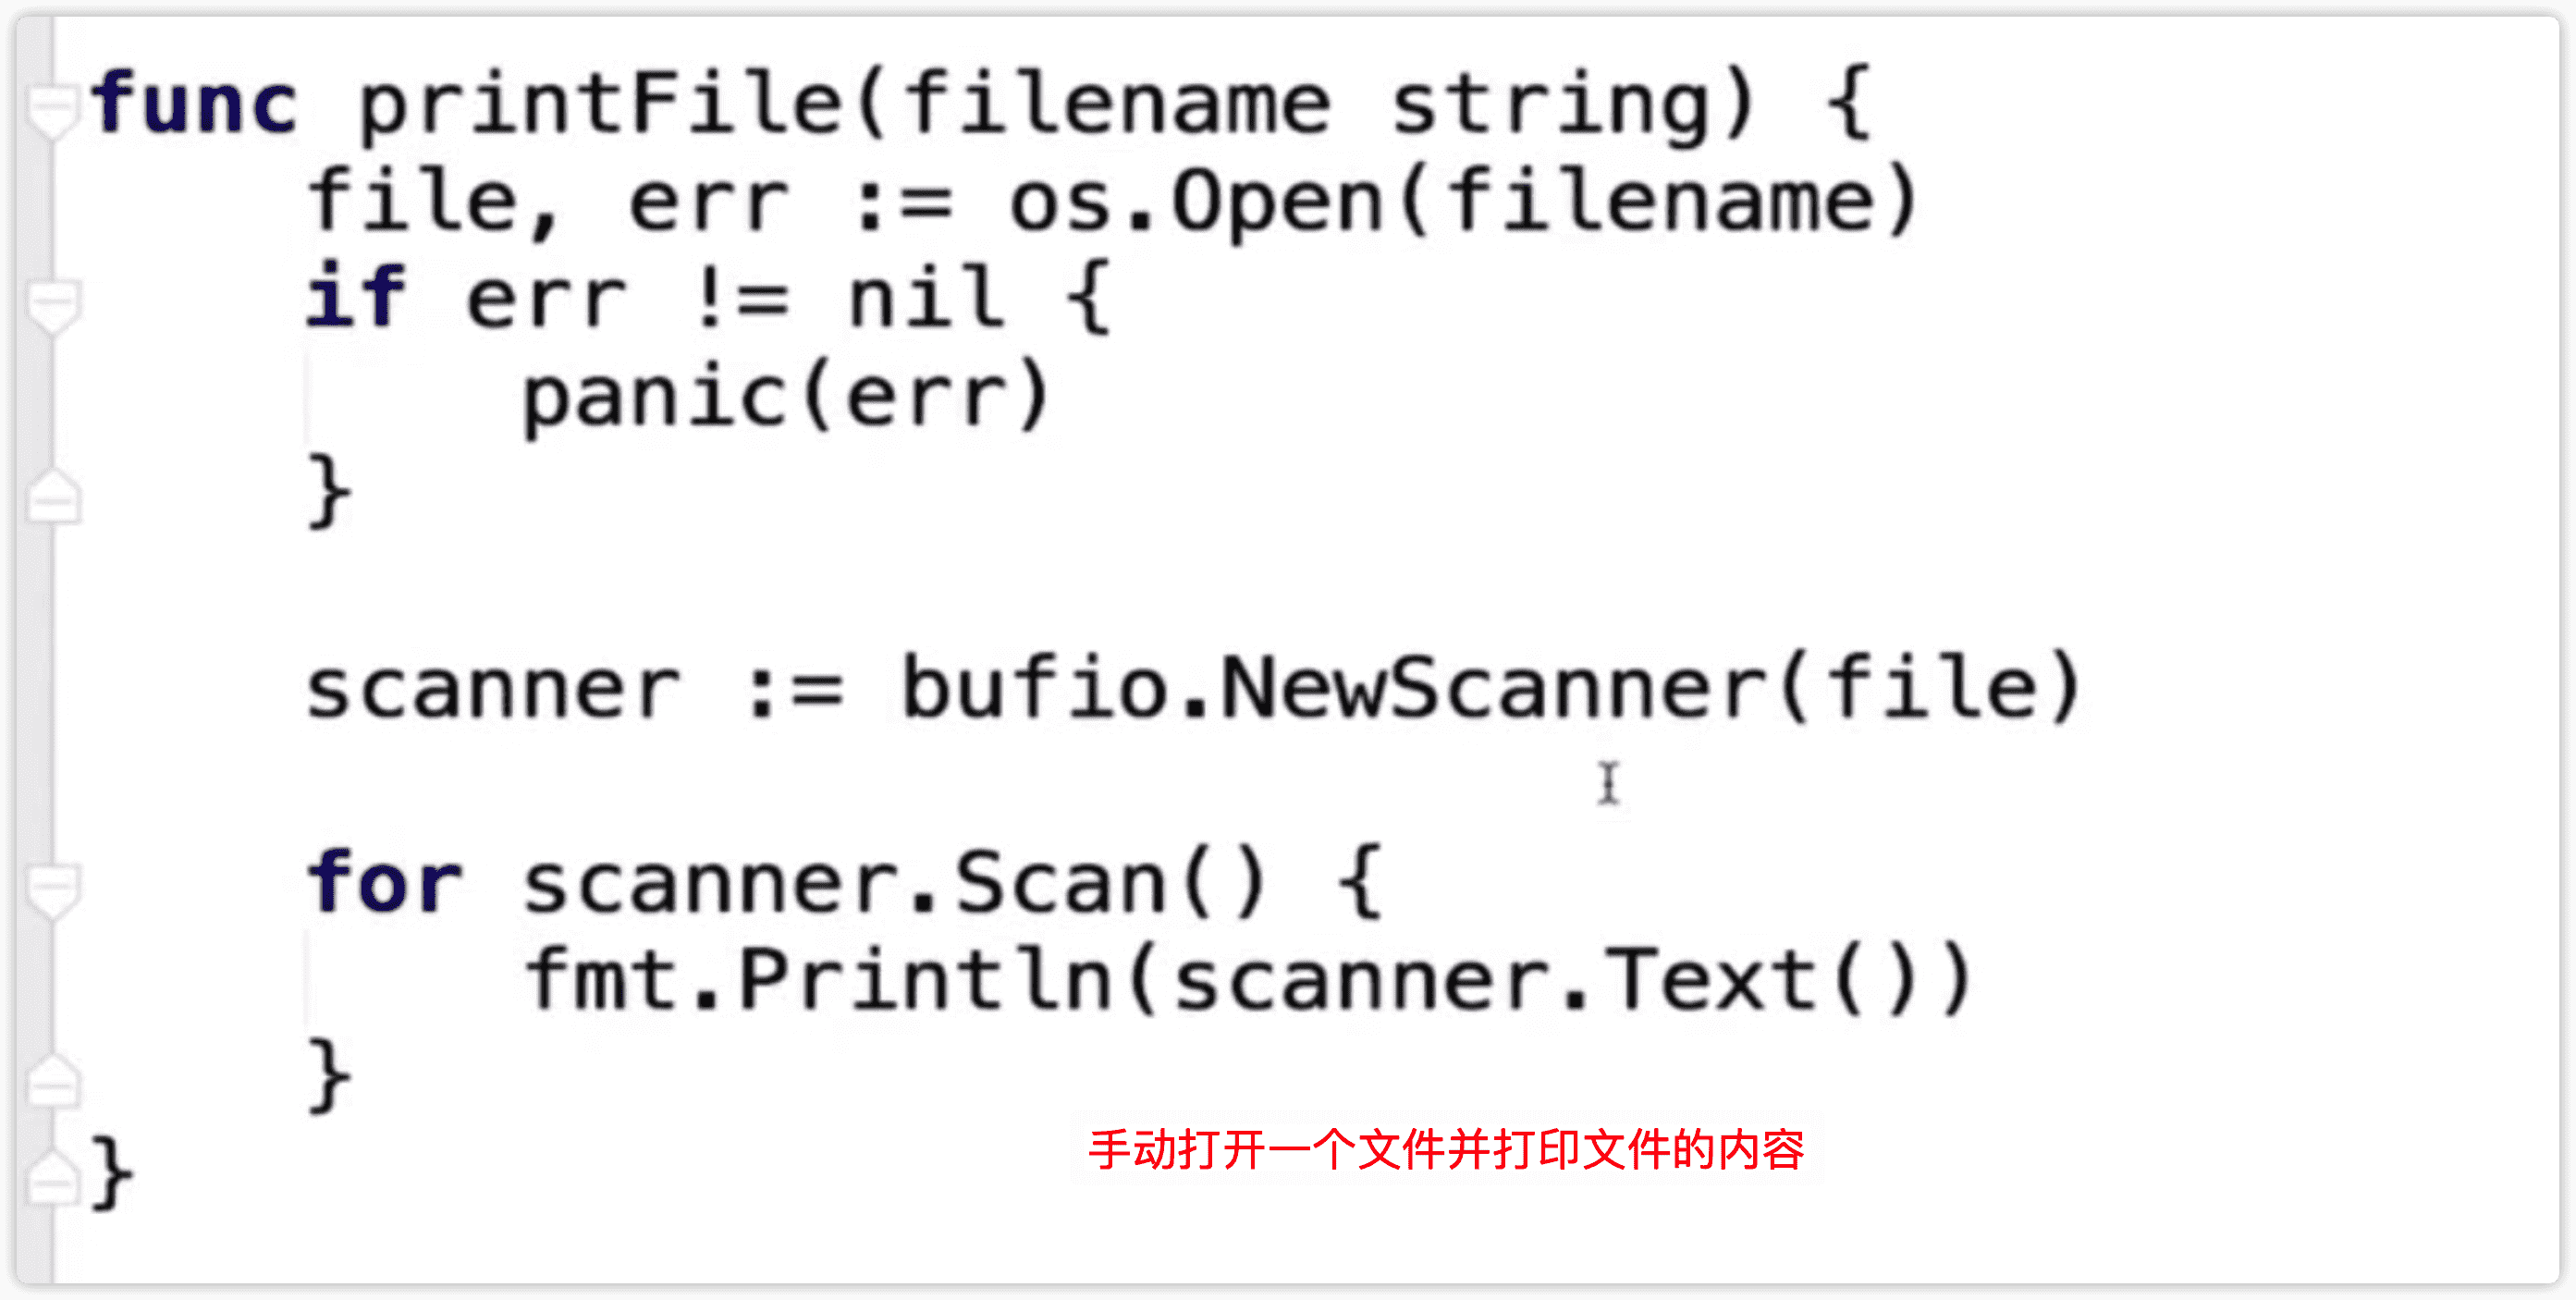 func printFile(filename string) {
    file, err := os.Open(filename)
    if err != nil {
        panic(err)
    }
    scanner := bufio.NewScanner(file)
    for scanner.Scan() {
        fmt.Println(scanner.Text())
    }
手动打开一个文件并打印文件的内容
}